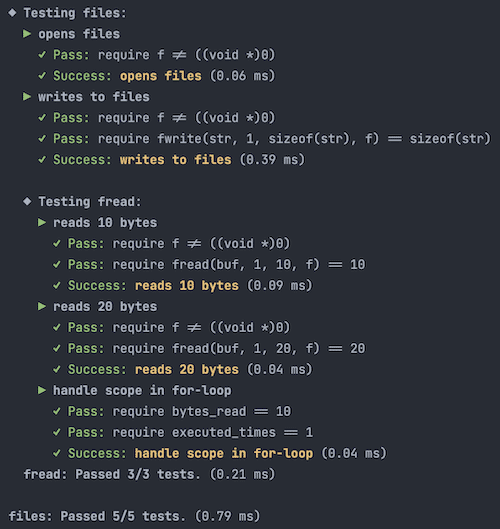 ◆ Testing files:
▶ opens files
✓ Pass: require f ≠ ((void *)0)
✓ Success: opens files (0.06 ms)
▶ writes to files
✓ Pass: require f ≠ ((void *)0)
✓ Pass: require fwrite(str, 1, sizeof(str), f) == sizeof(str)
✓ Success: writes to files (0.39 ms)
◆ Testing fread:
▶ reads 10 bytes
✓ Pass: require f ≠ ((void *)0)
✓ Pass: require fread(buf, 1, 10, f) == 10
✓ Success: reads 10 bytes (0.09 ms)
▶ reads 20 bytes
✓ Pass: require f ≠ ((void *)0)
✓ Pass: require fread(buf, 1, 20, f) == 20
✓ Success: reads 20 bytes (0.04 ms)
▶ handle scope in for-loop
✓ Pass: require bytes_read == 10
✓ Pass: require executed_times == 1
✓ Success: handle scope in for-loop (0.04 ms)
fread: Passed 3/3 tests. (0.21 ms)
files: Passed 5/5 tests. (0.79 ms)